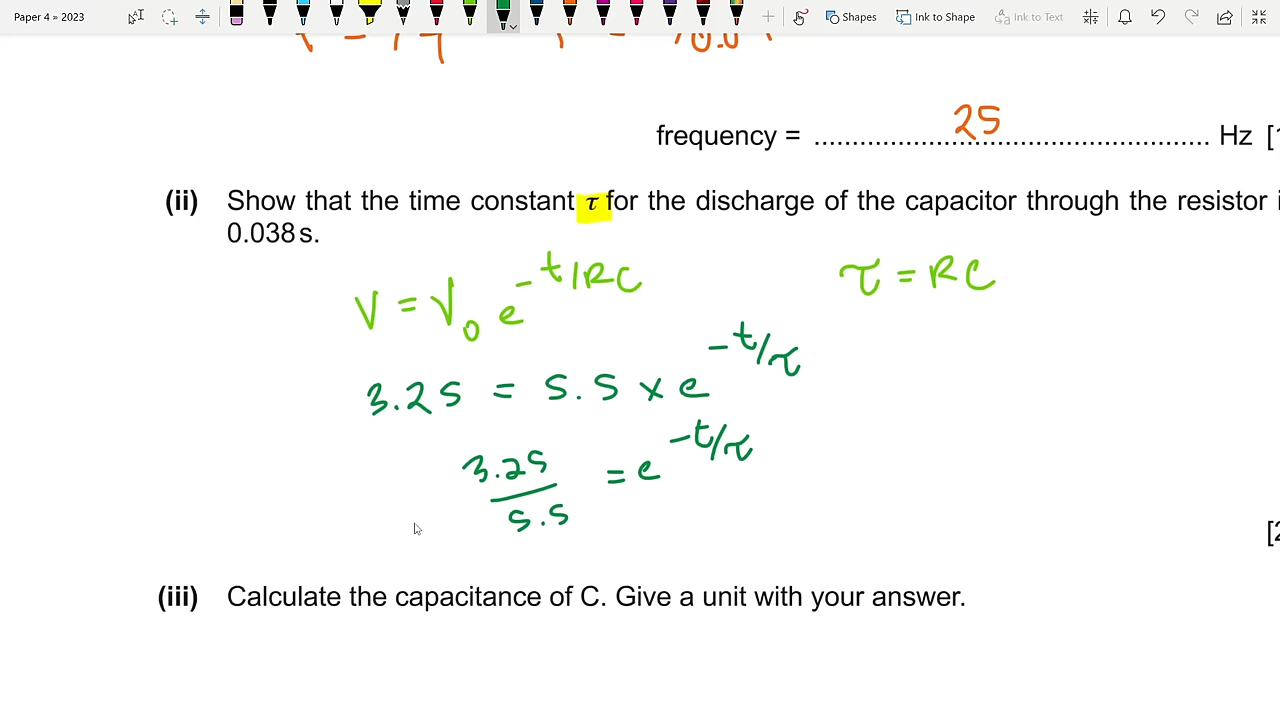 Paper 4 » 2023 Shapes Ink to Shape Ink to Text
frequency = 25 Hz [
(ii) Show that the time constant τ for the discharge of the capacitor through the resistor i
0.038 s.
V = V₀ e^-t/RC τ = RC
3.25 = 5.5 × e^-t/τ
3.25/5.5 = e^-t/τ
[2
(iii) Calculate the capacitance of C. Give a unit with your answer.